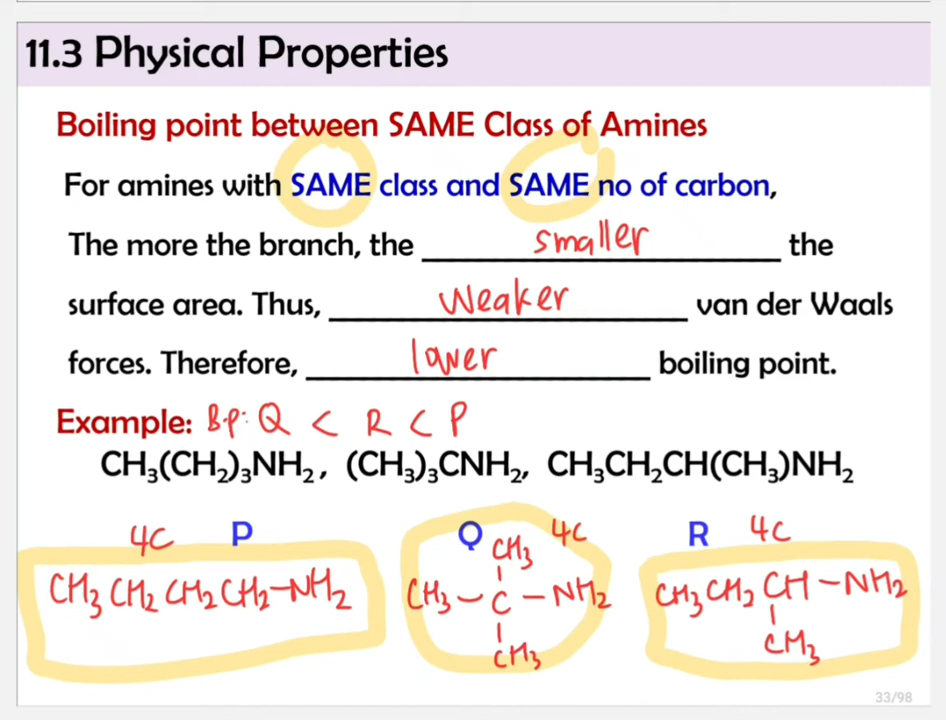 11.3 Physical Properties
Boiling point between SAME Class of Amines
For amines with SAME class and SAME no of carbon,
The more the branch, the smaller the
surface area. Thus, weaker van der Waals
forces. Therefore, lower boiling point.
Example: B.p: Q < R < P
CH₃(CH₂)₃NH₂, (CH₃)₃CNH₂, CH₃CH₂CH(CH₃)NH₂
4C P Q 4C R 4C
CH₃
CH₃CH₂CH₂CH₂-NH₂ CH₃-C-NH₂ CH₃CH₂CH-NH₂
CH₃ CH₃
33/98